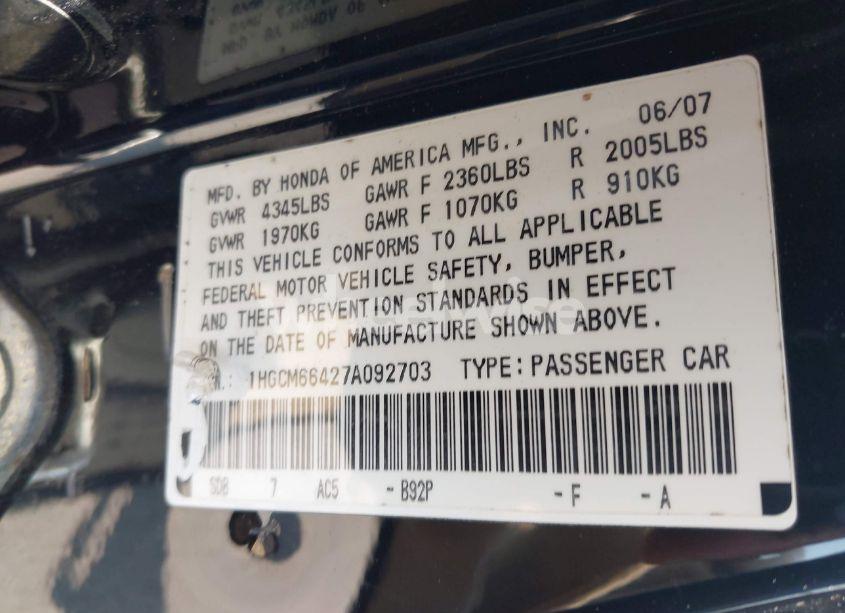 MFD. BY HONDA OF AMERICA MFG., INC. 06/07
GVWR 4345LBS GAWR F 2360LBS R 2005LBS
GVWR 1970KG GAWR F 1070KG R 910KG
THIS VEHICLE CONFORMS TO ALL APPLICABLE
FEDERAL MOTOR VEHICLE SAFETY, BUMPER,
AND THEFT PREVENTION STANDARDS IN EFFECT
ON THE DATE OF MANUFACTURE SHOWN ABOVE.
N.: 1HGCM66427A092703 TYPE: PASSENGER CAR
SDB 7 AC5 - B92P - F - A